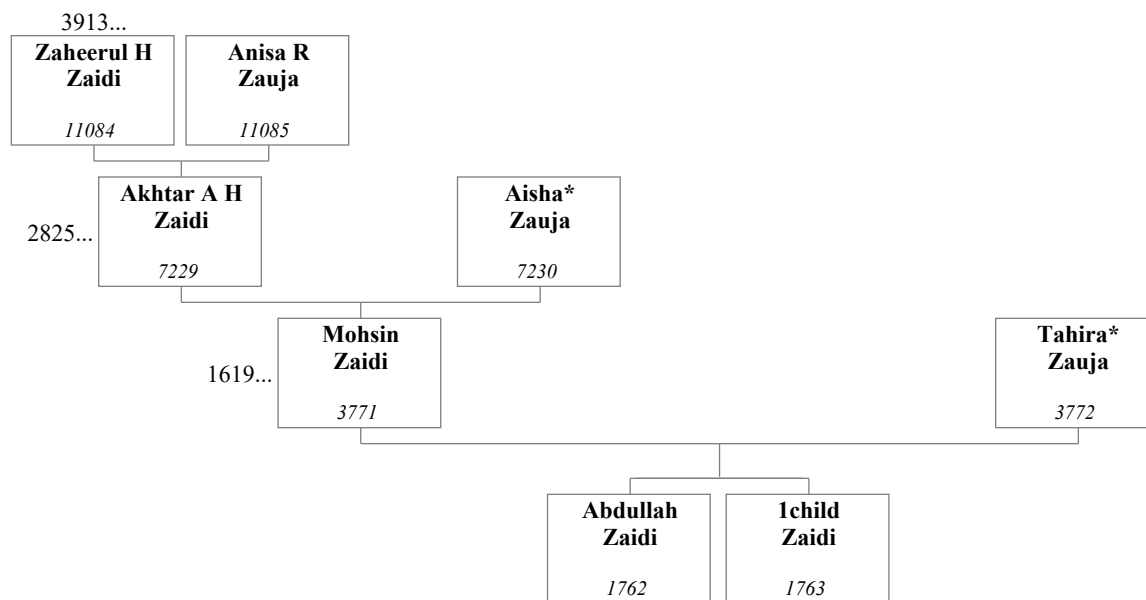 3913...
Zaheerul H
Zaidi
11084
Anisa R
Zauja
11085
2825...
Akhtar A H
Zaidi
7229
Aisha*
Zauja
7230
1619...
Mohsin
Zaidi
3771
Tahira*
Zauja
3772
Abdullah
Zaidi
1762
1child
Zaidi
1763